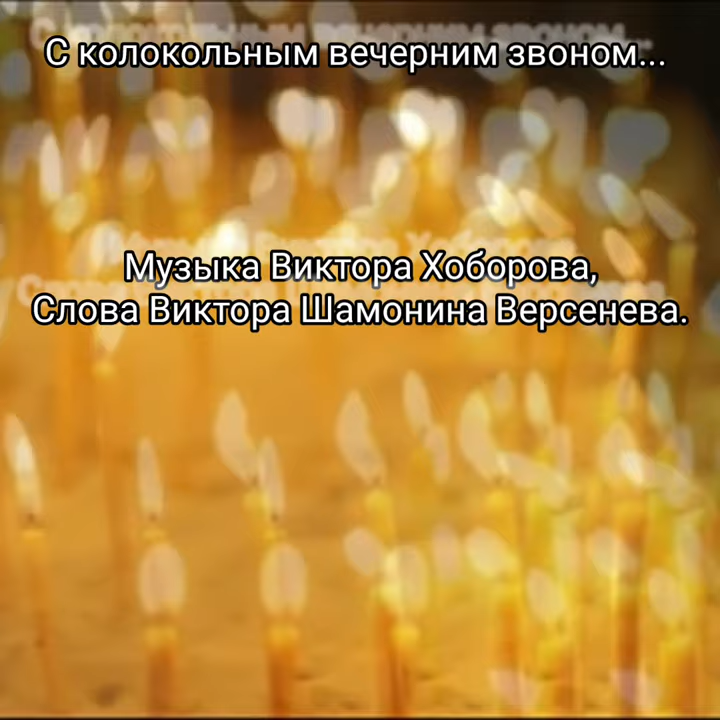 С колокольным вечерним звоном...
Музыка Виктора Хоборова,
Слова Виктора Шамонина Версенева.